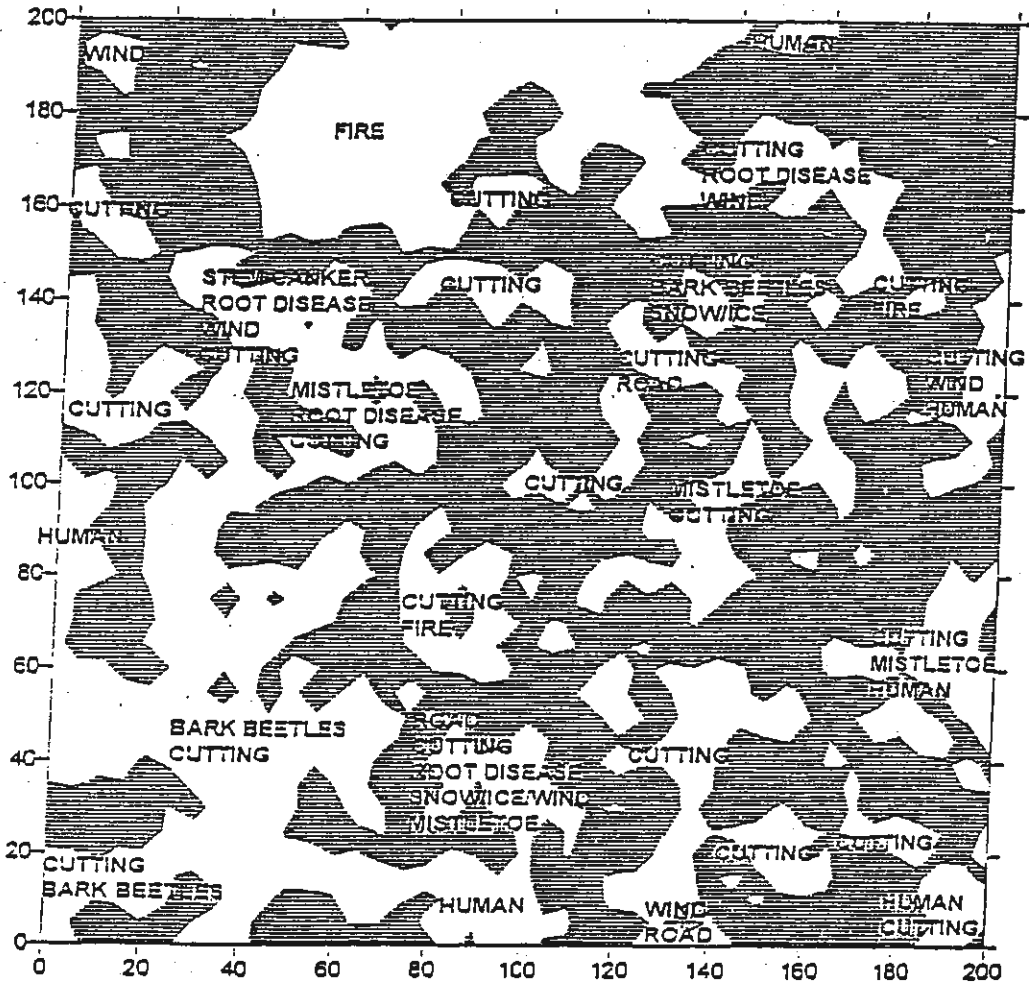 200
WIND
HUMAN
180
FIRE
CUTTING
ROOT DISEASE
WIND
160
CUTTING
CUTTING
STEM CANKER
ROOT DISEASE
WIND
CUTTING
CUTTING
CUTTING
BARK BEETLES
SNOW/ICE
CUTTING
FIRE
140
CUTTING
ROAD
CUTTING
WIND
HUMAN
120
CUTTING
MISTLETOE
ROOT DISEASE
CUTTING
100
CUTTING
MISTLETOE
CUTTING
HUMAN
80
CUTTING
FIRE
60
CUTTING
MISTLETOE
HUMAN
BARK BEETLES
CUTTING
ROAD
CUTTING
ROOT DISEASE
SNOW/ICE/WIND
MISTLETOE
CUTTING
40
20
CUTTING
BARK BEETLES
CUTTING
CUTTING
HUMAN
WIND
ROAD
HUMAN
CUTTING
0
0 20 40 60 80 100 120 140 160 180 200